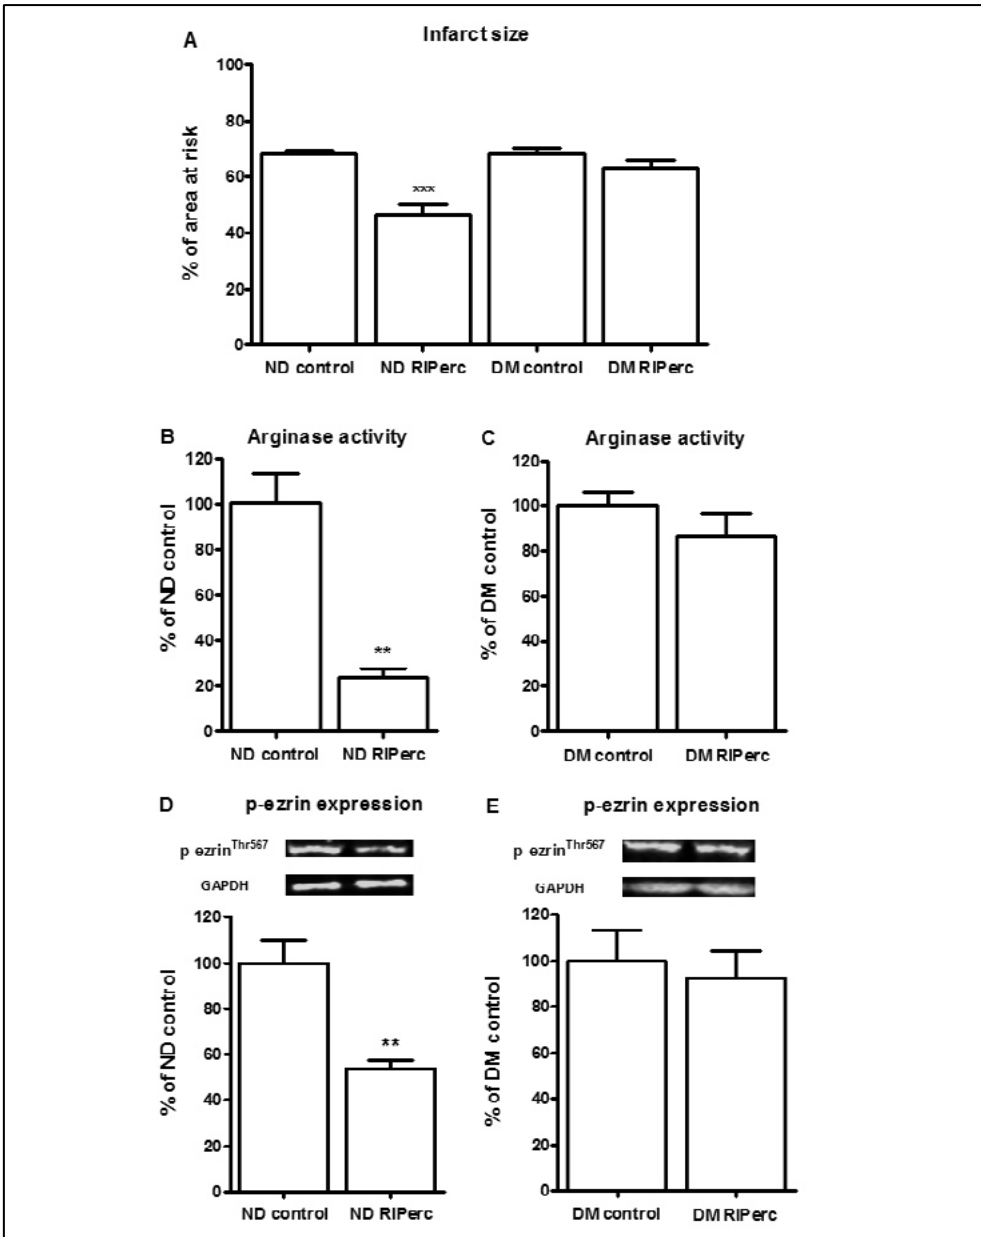 A Infarct size
% of area at risk
100
80
60
40
20
0
***
ND control ND RIPerc DM control DM RIPerc
B Arginase activity
% of ND control
120
100
80
60
40
20
0
**
ND control ND RIPerc
C Arginase activity
% of DM control
120
100
80
60
40
20
0
DM control DM RIPerc
D p-ezrin expression
p ezrinThr567
GAPDH
% of ND control
120
100
80
60
40
20
0
**
ND control ND RIPerc
E p-ezrin expression
p ezrinThr567
GAPDH
% of DM control
120
100
80
60
40
20
0
DM control DM RIPerc